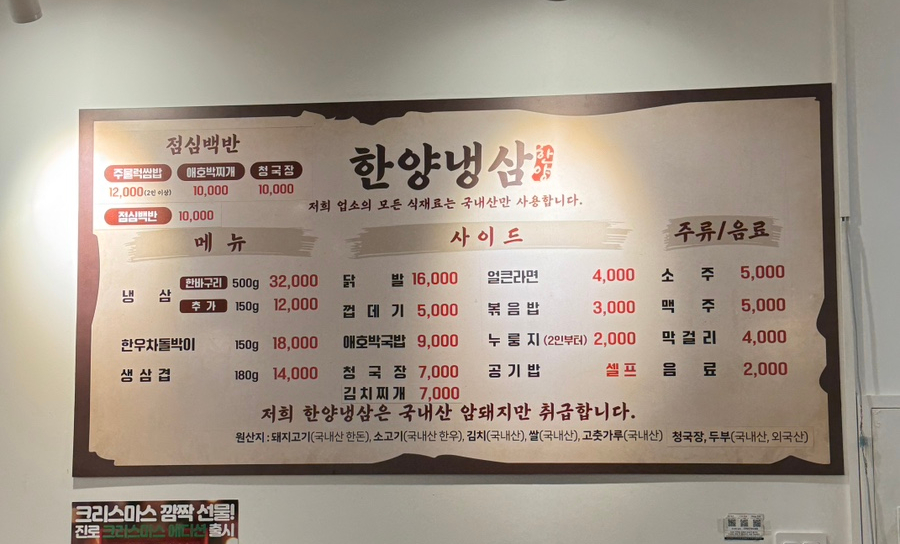 점심백반
주물럭쌈밥 애호박찌개 청국장
12,000(2인 이상) 10,000 10,000
점심백반 10,000
한양냉삼 한양
저희 업소의 모든 식재료는 국내산만 사용합니다.
메뉴
냉 삼 한바구리 500g 32,000
추 가 150g 12,000
한우차돌박이 150g 18,000
생 삼 겹 180g 14,000
사이드
닭 발 16,000
껍 데 기 5,000
애호박국밥 9,000
청 국 장 7,000
김치찌개 7,000
얼큰라면 4,000
볶음밥 3,000
누룽지(2인부터) 2,000
공기밥 셀프
주류/음료
소 주 5,000
맥 주 5,000
막걸리 4,000
음 료 2,000
저희 한양냉삼은 국내산 암돼지만 취급합니다.
원산지 : 돼지고기(국내산 한돈), 소고기(국내산 한우), 김치(국내산), 쌀(국내산), 고춧가루(국내산) 청국장, 두부(국내산, 외국산)
크리스마스 깜짝 선물!
진로 크리스마스 에디션 출시